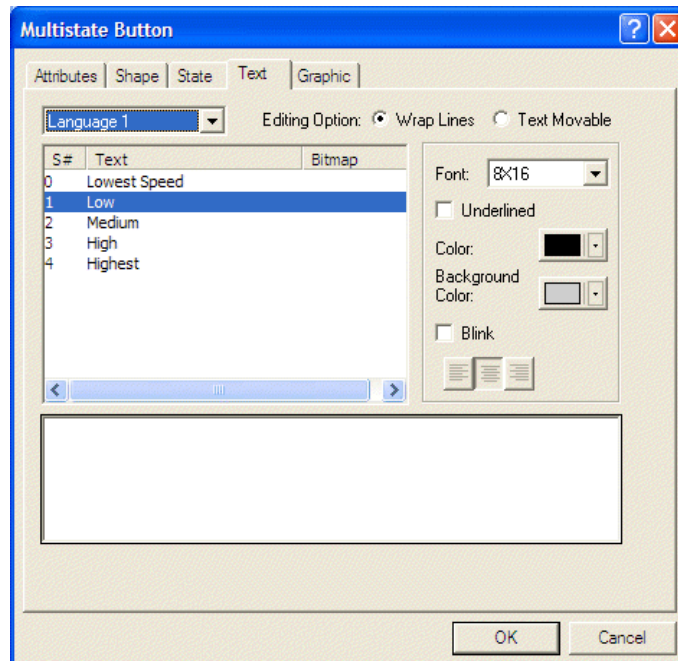 Multistate Button
Attributes Shape State Text Graphic
Language 1 Editing Option: Wrap Lines Text Movable
S# Text Bitmap
0 Lowest Speed
1 Low
2 Medium
3 High
4 Highest
Font: 8X16
Underlined
Color:
Background
Color:
Blink
OK Cancel